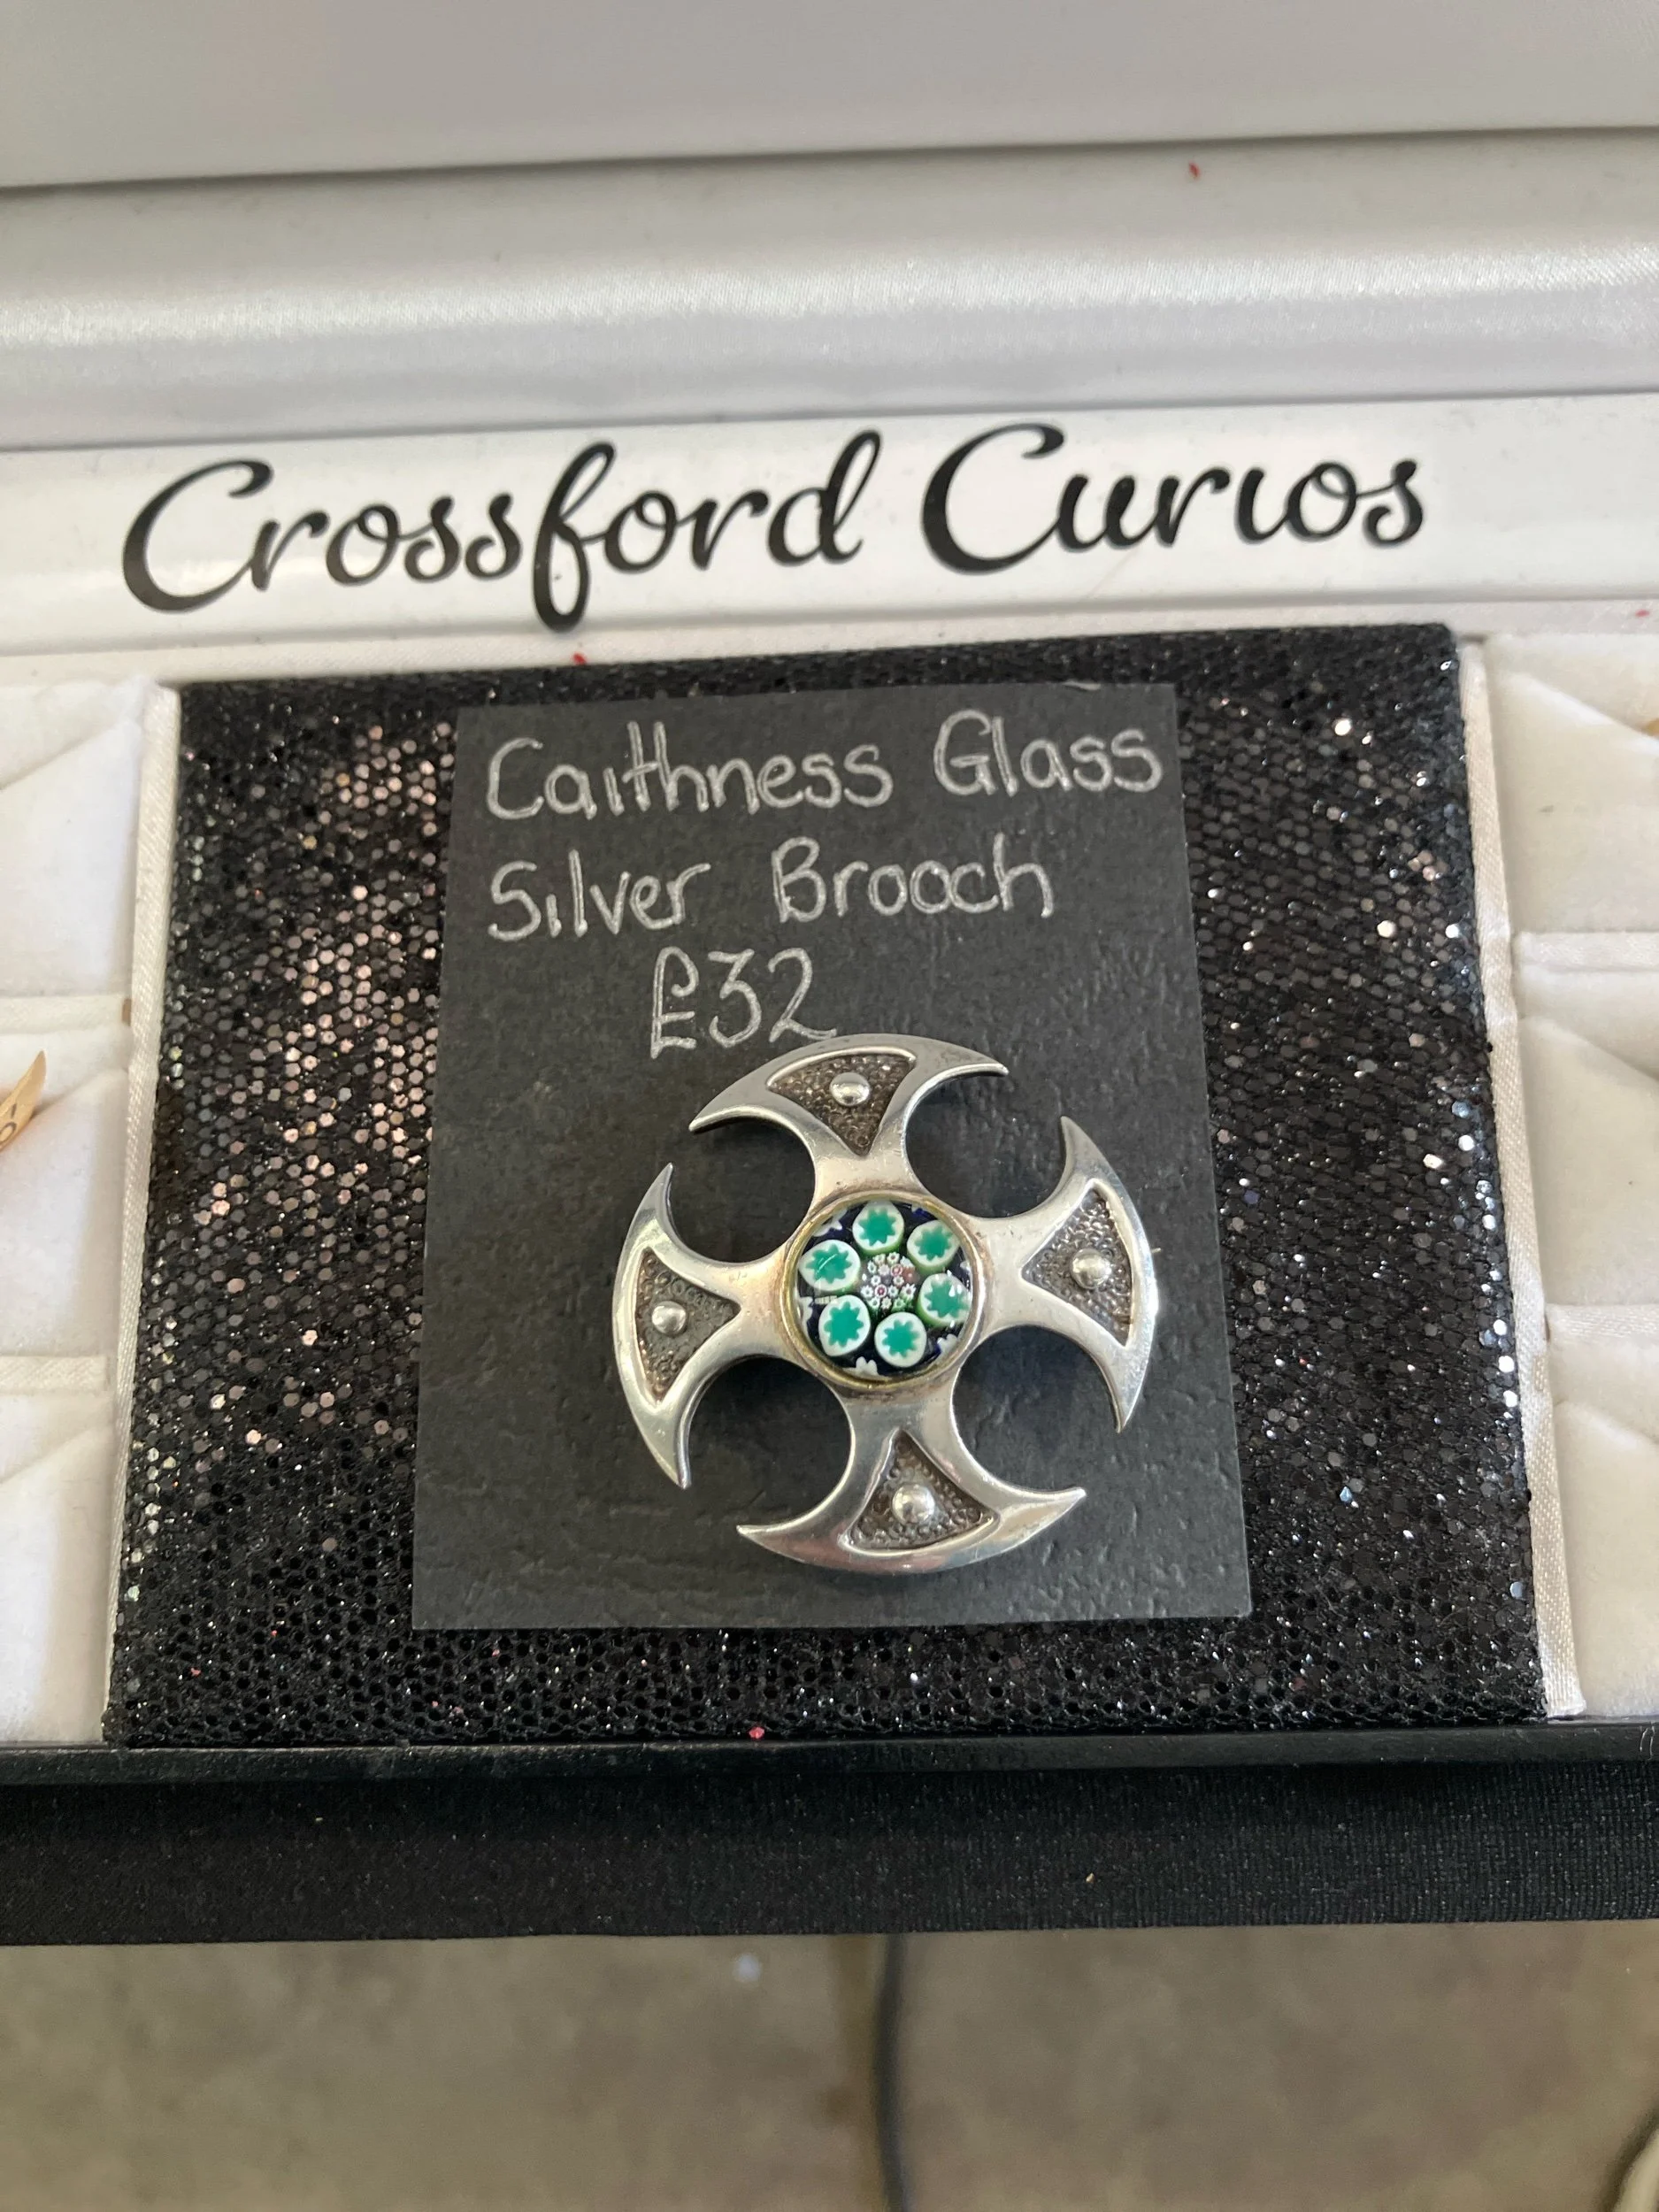 Crossford Curios
Caithness Glass
Silver Brooch
£32